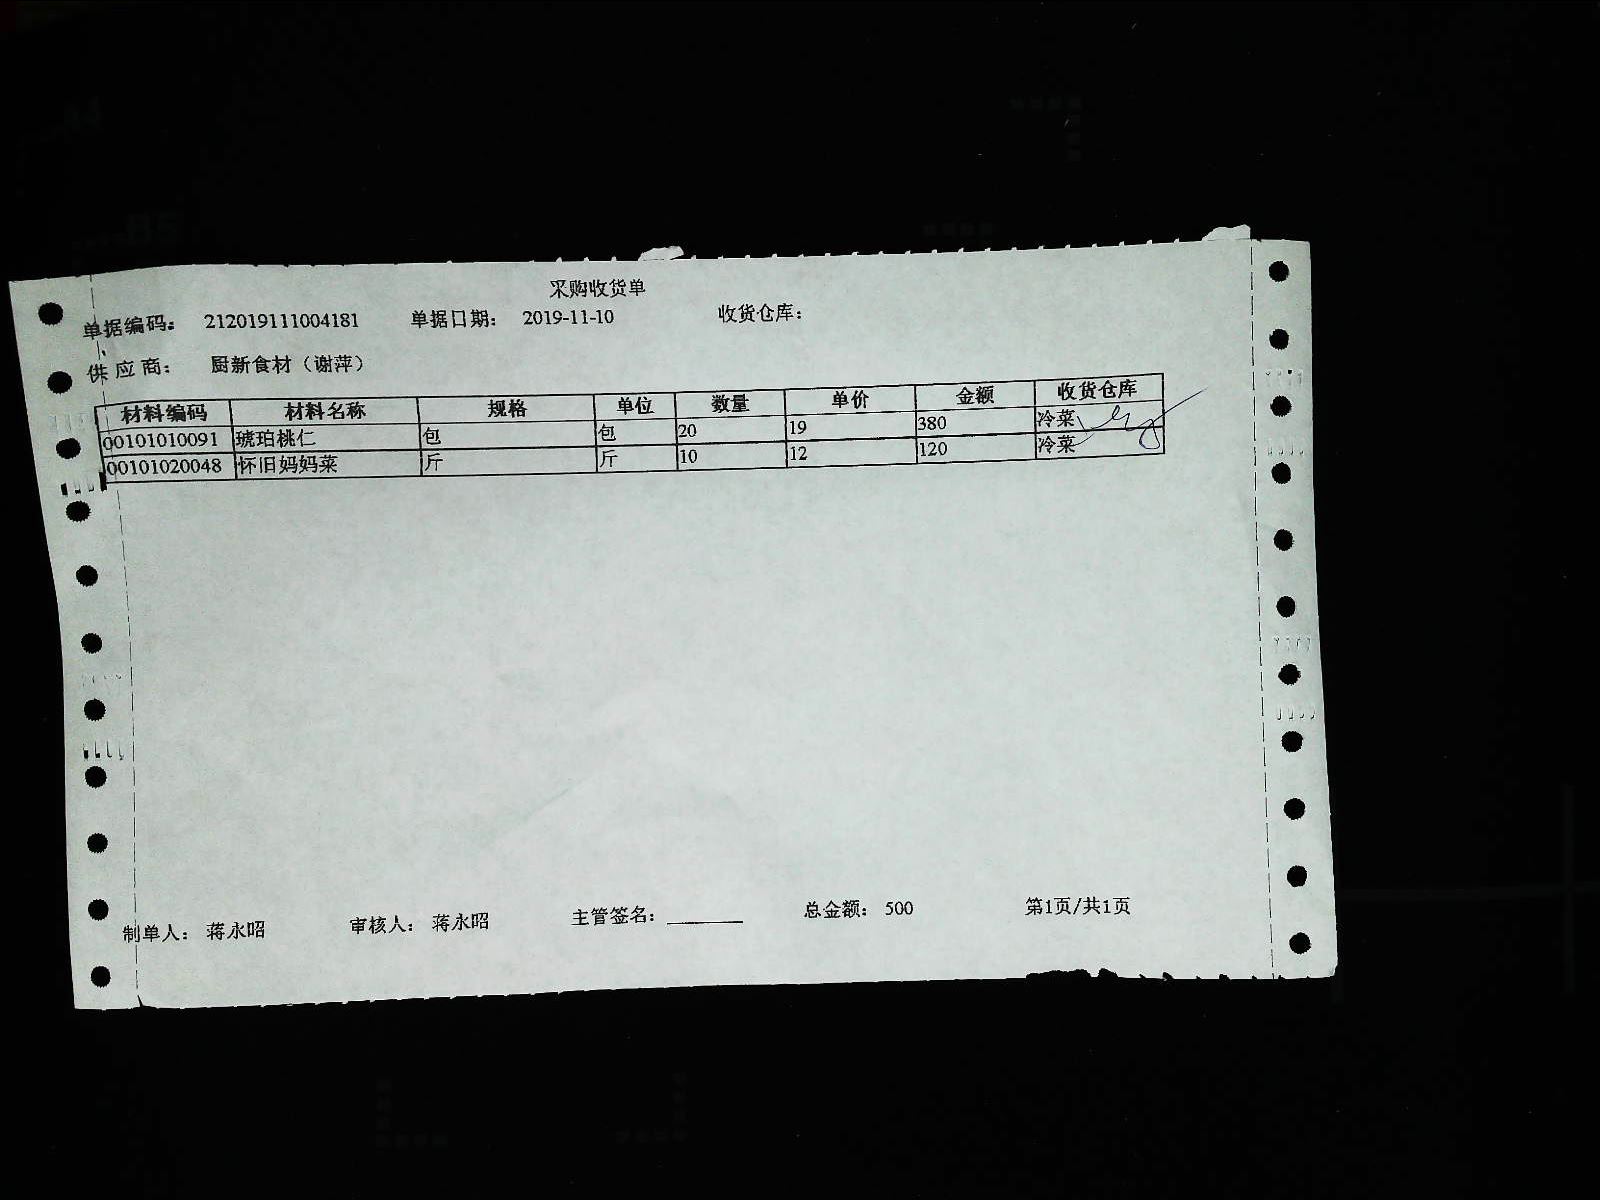 采购收货单
单据编码： 212019111004181 单据日期： 2019-11-10 收货仓库：
供应商： 厨新食材（谢萍）
材料编码 材料名称 规格 单位 数量 单价 金额 收货仓库
00101010091 琥珀桃仁 包 包 20 19 380 冷菜
00101020048 怀旧妈妈菜 斤 斤 10 12 120 冷菜
制单人： 蒋永昭 审核人： 蒋永昭 主管签名： 总金额： 500 第1页/共1页